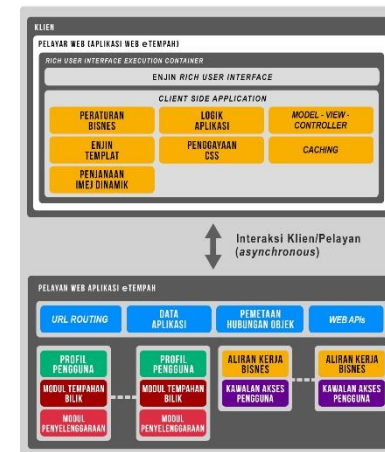 KLIEN
PELAYAR WEB (APLIKASI WEB eTEMPAH)
RICH USER INTERFACE EXECUTION CONTAINER
ENJIN RICH USER INTERFACE
CLIENT SIDE APPLICATION
PERATURAN
BISNES
LOGIK
APLIKASI
MODEL - VIEW -
CONTROLLER
ENJIN
TEMPLAT
PENGGAYAAN
CSS
CACHING
PENJANAAN
IMEJ DINAMIK
Interaksi Klien/Pelayan
(asynchronous)
PELAYAN WEB APLIKASI eTEMPAH
URL ROUTING
DATA
APLIKASI
PEMETAAN
HUBUNGAN OBJEK
WEB APIs
PROFIL
PENGGUNA
MODUL TEMPAHAN
BILIK
MODUL
PENYELENGGARAAN
PROFIL
PENGGUNA
MODUL TEMPAHAN
BILIK
MODUL
PENYELENGGARAAN
ALIRAN KERJA
BISNES
KAWALAN AKSES
PENGGUNA
ALIRAN KERJA
BISNES
KAWALAN AKSES
PENGGUNA